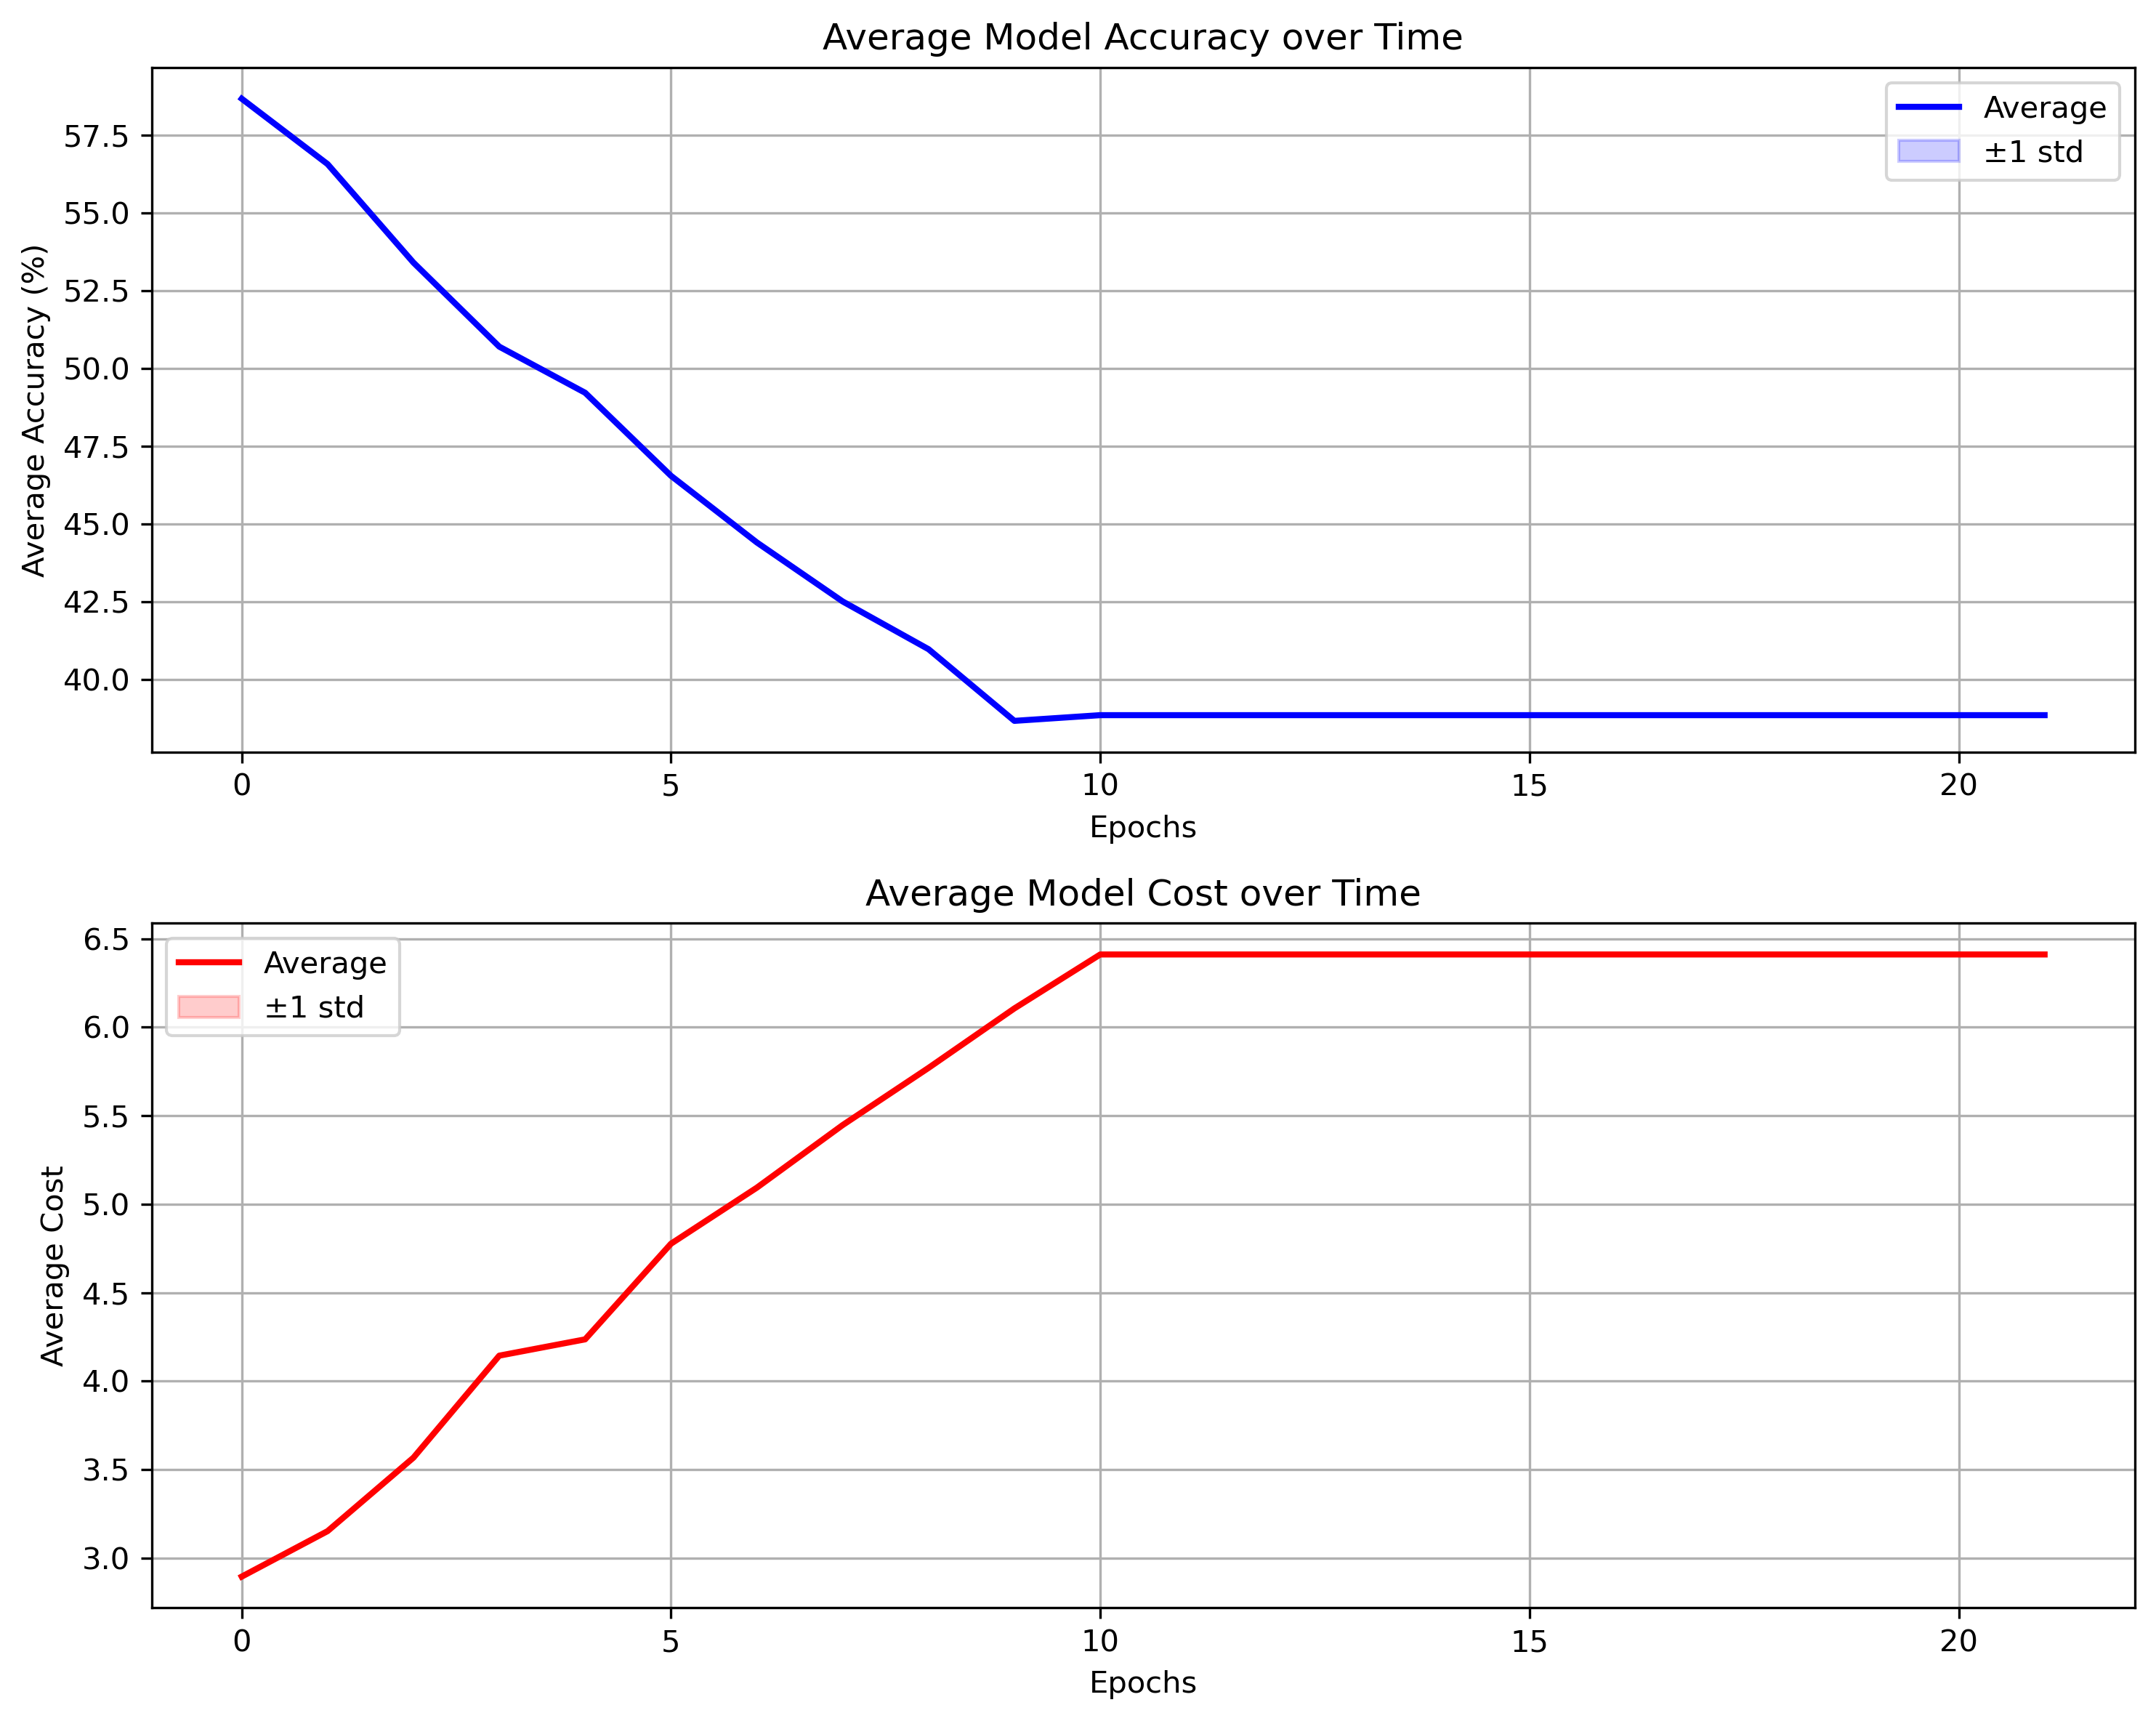 Average Model Accuracy over Time
Average
±1 std
Average Accuracy (%)
57.5
55.0
52.5
50.0
47.5
45.0
42.5
40.0
0 5 10 15 20
Epochs
Average Model Cost over Time
Average
±1 std
Average Cost
6.5
6.0
5.5
5.0
4.5
4.0
3.5
3.0
0 5 10 15 20
Epochs